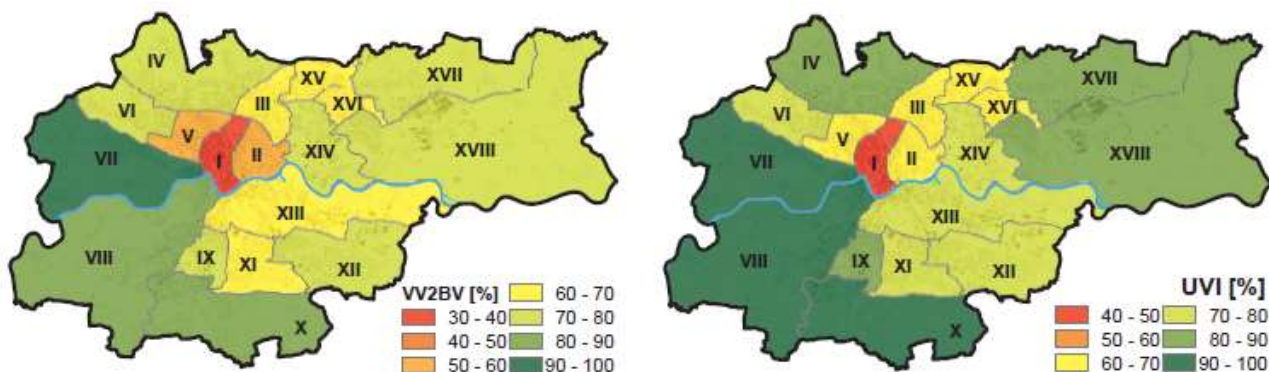 IV
XV
XVII
III
XVI
VI
V
VII
I
II
XIV
XVIII
XIII
VIII
IX
XI
XII
X
VV2BV [%]
30 - 40
40 - 50
50 - 60
60 - 70
70 - 80
80 - 90
90 - 100
IV
XV
XVII
III
XVI
VI
V
VII
I
II
XIV
XVIII
XIII
VIII
IX
XI
XII
X
UVI [%]
40 - 50
50 - 60
60 - 70
70 - 80
80 - 90
90 - 100